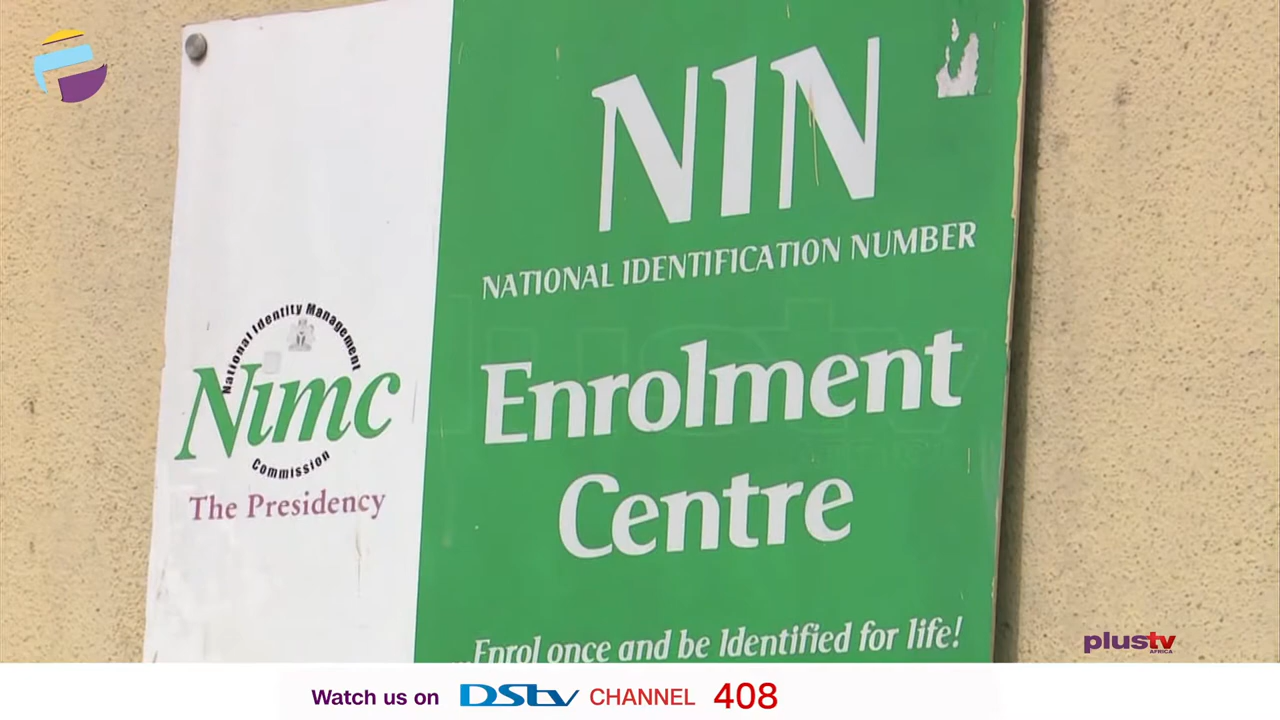 NIN
NATIONAL IDENTIFICATION NUMBER
Enrolment
Centre
...Enrol once and be Identified for life!
National Identity Management
Nimc
Commission
The Presidency
plustv
AFRICA
Watch us on DStv CHANNEL 408